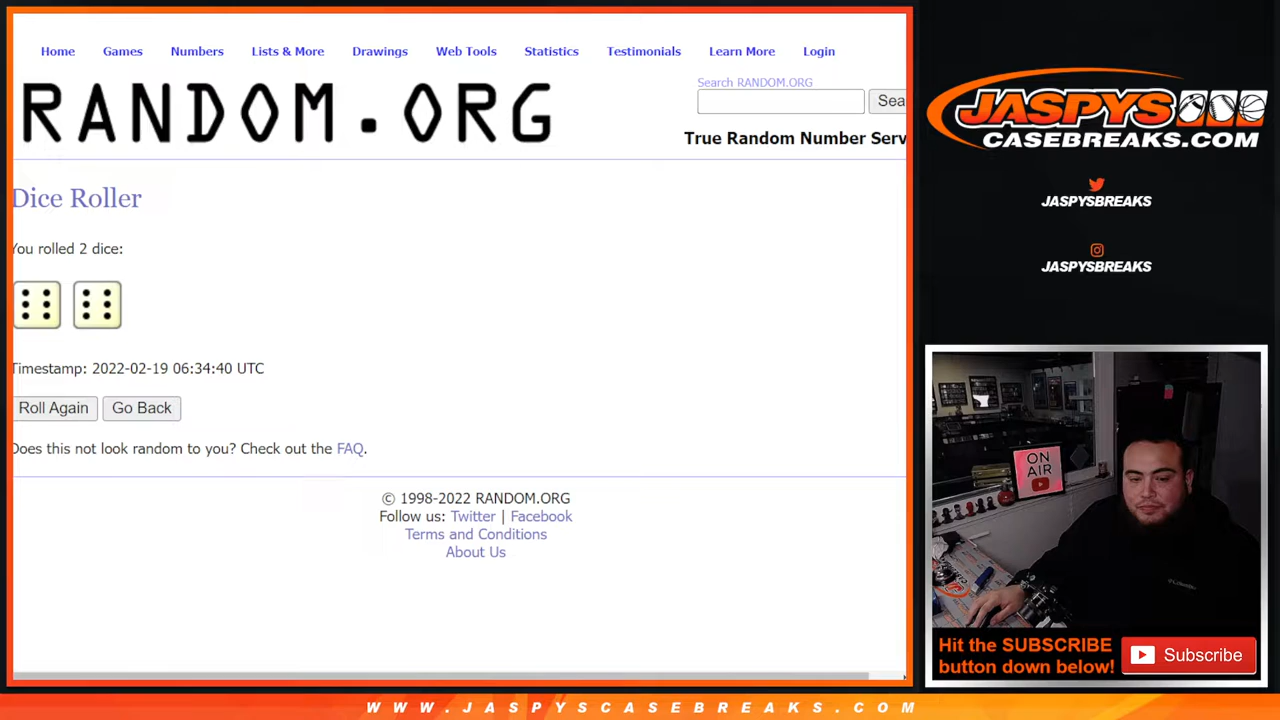 Home Games Numbers Lists & More Drawings Web Tools Statistics Testimonials Learn More Login
RANDOM.ORG
Search RANDOM.ORG
Sea
True Random Number Serv
Dice Roller
You rolled 2 dice:
Timestamp: 2022-02-19 06:34:40 UTC
Roll Again Go Back
Does this not look random to you? Check out the FAQ.
© 1998-2022 RANDOM.ORG
Follow us: Twitter | Facebook
Terms and Conditions
About Us
JASPYS
CASEBREAKS.COM
JASPYSBREAKS
JASPYSBREAKS
ON
AIR
Hit the SUBSCRIBE
button down below!
Subscribe
WWW.JASPYSCASEBREAKS.COM